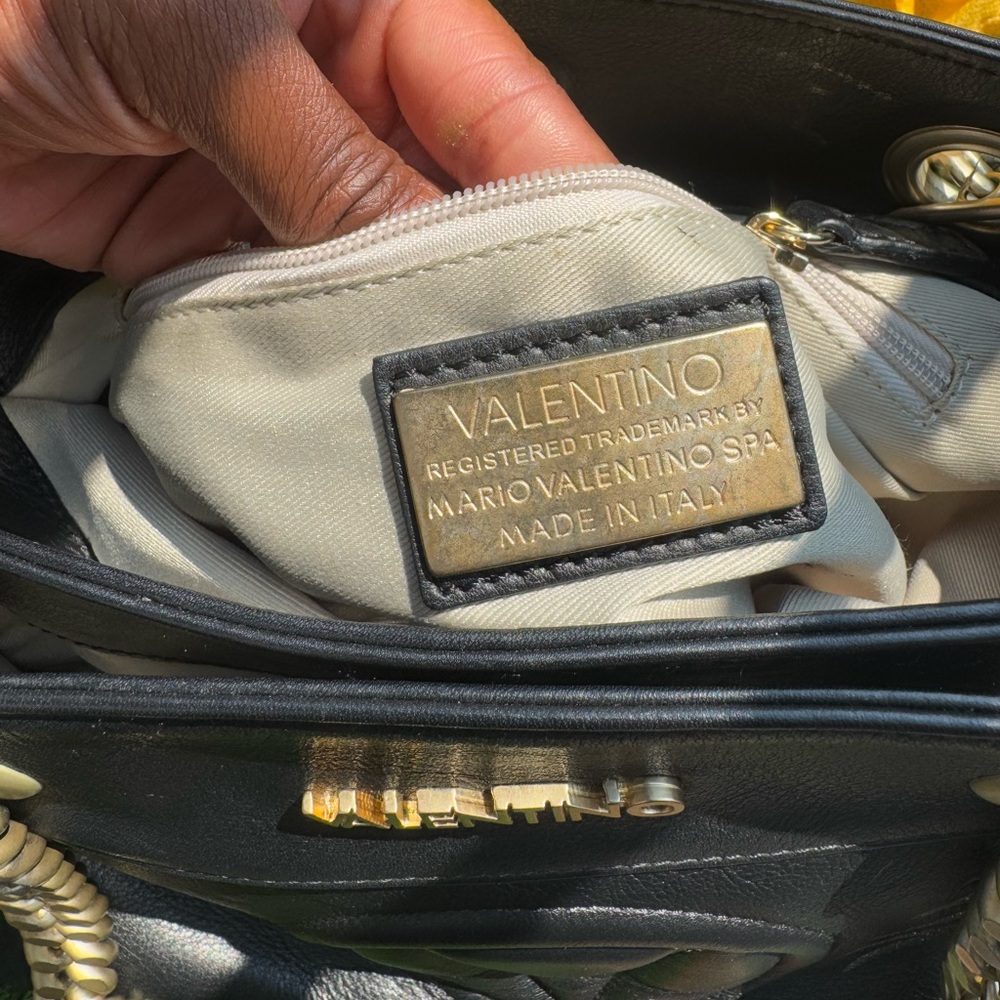 VALENTINO
REGISTERED TRADEMARK BY
MARIO VALENTINO SPA
MADE IN ITALY
VALENTINO